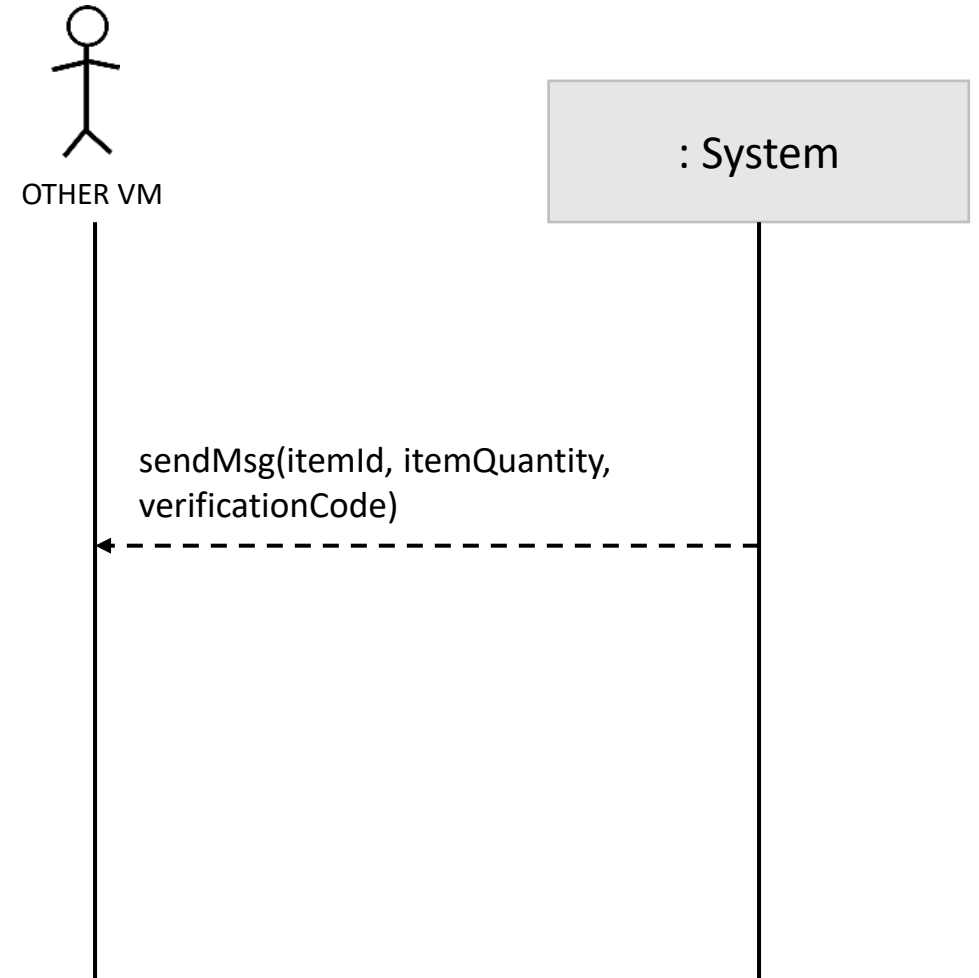 OTHER VM
: System
sendMsg(itemId, itemQuantity,
verificationCode)